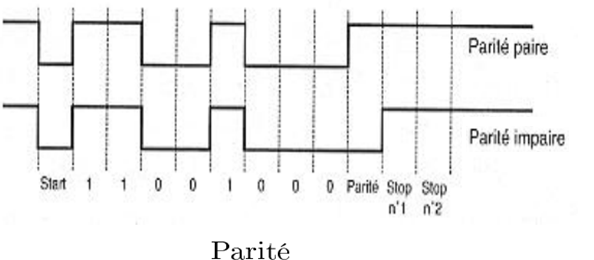 Parité paire
Parité impaire
Start 1 1 0 0 1 0 0 0 Parité Stop Stop
n°1 n°2
Parité